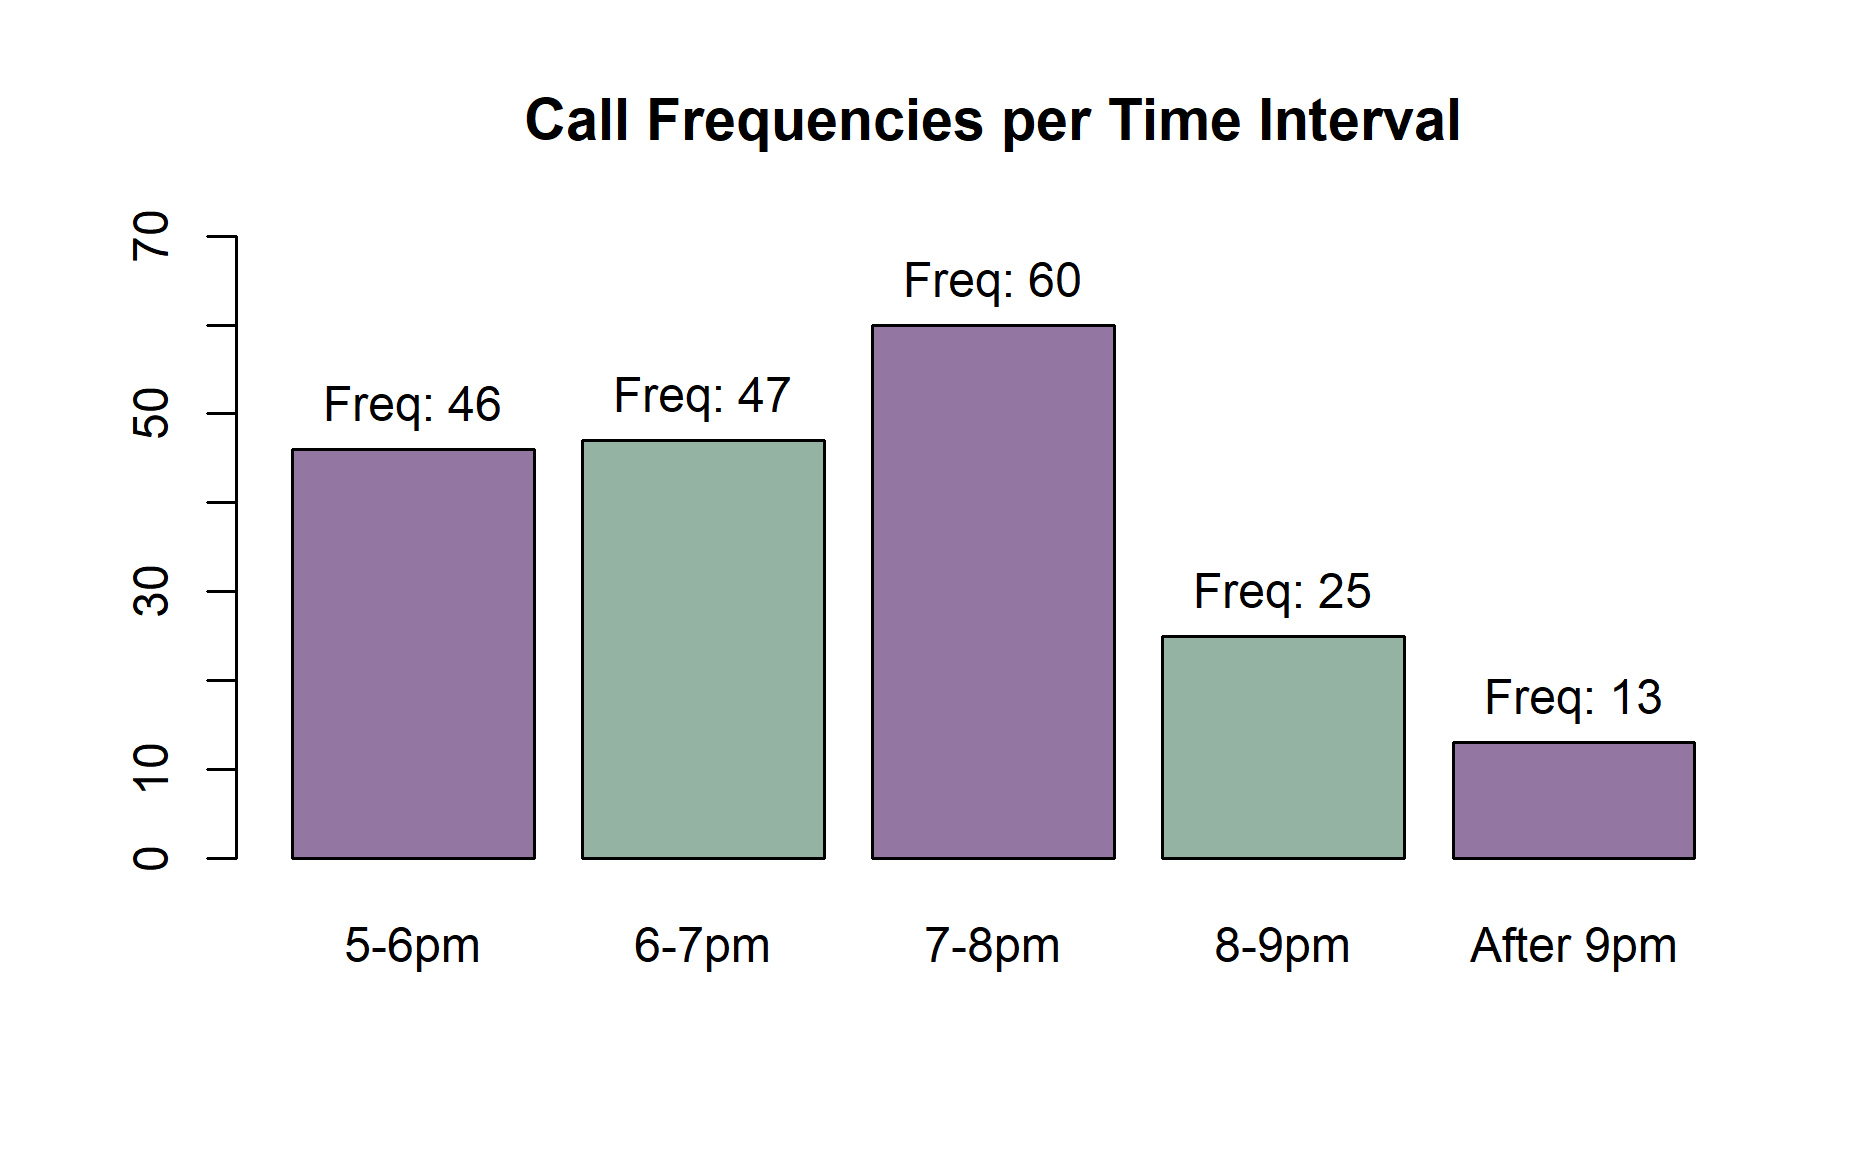 Call Frequencies per Time Interval
70
50
30
10
0
Freq: 46
Freq: 47
Freq: 60
Freq: 25
Freq: 13
5-6pm
6-7pm
7-8pm
8-9pm
After 9pm